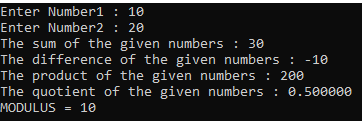 Enter Number1 : 10
Enter Number2 : 20
The sum of the given numbers : 30
The difference of the given numbers : -10
The product of the given numbers : 200
The quotient of the given numbers : 0.500000
MODULUS = 10